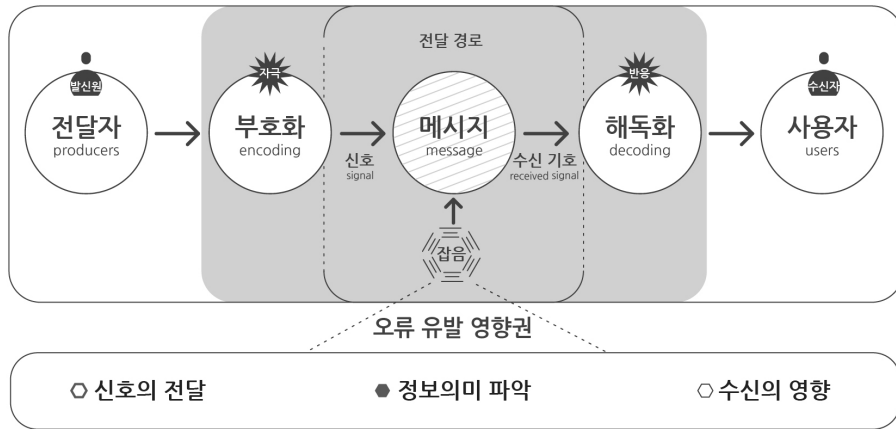 전달 경로
발신원
자극
반응
수신자
전달자
producers
부호화
encoding
메시지
message
해독화
decoding
사용자
users
신호
signal
수신 기호
received signal
잡음
오류 유발 영향권
신호의 전달
정보의미 파악
수신의 영향